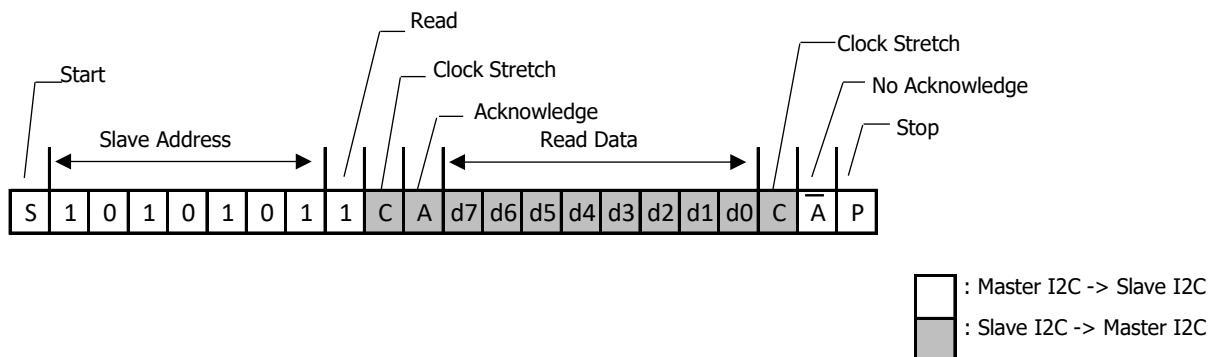 Read
Clock Stretch
Start
Clock Stretch
No Acknowledge
Acknowledge
Stop
Slave Address
Read Data
S 1 0 1 0 1 0 1 1 C A d7 d6 d5 d4 d3 d2 d1 d0 C A̅ P
: Master I2C -> Slave I2C
: Slave I2C -> Master I2C